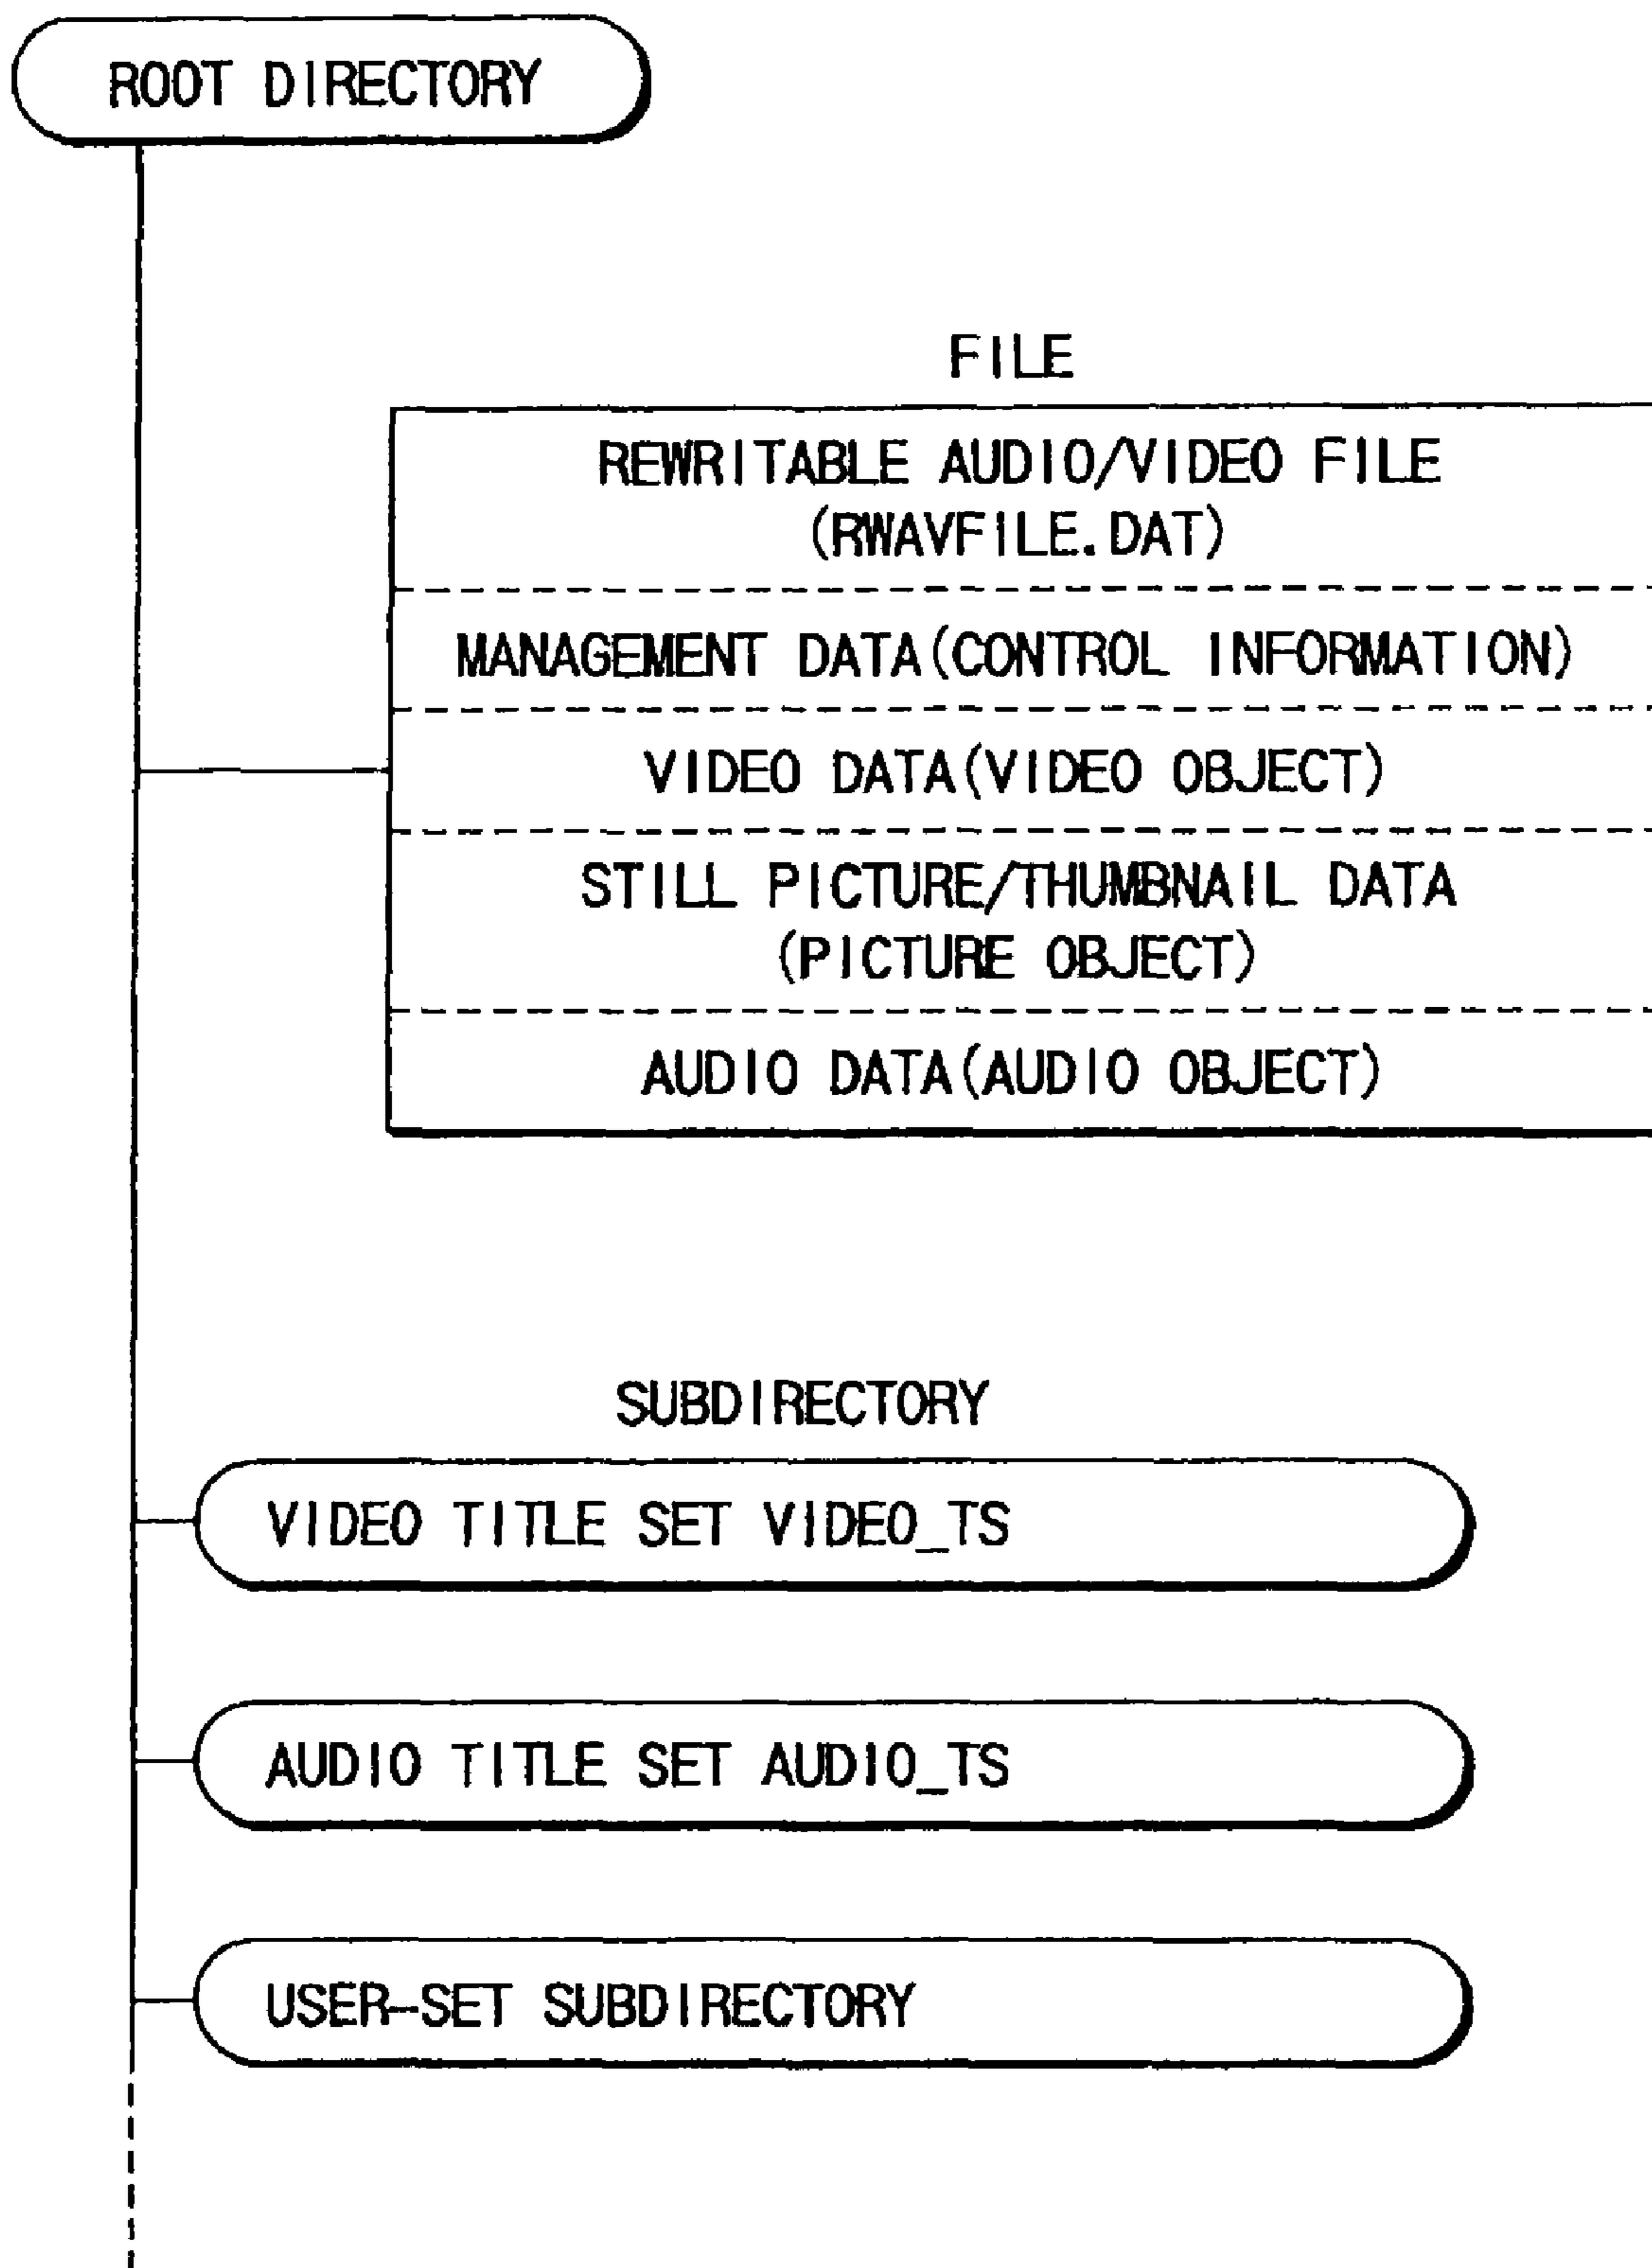 ROOT DIRECTORY
FILE
REWRITABLE AUDIO/VIDEO FILE
(RWAVFILE.DAT)
MANAGEMENT DATA(CONTROL INFORMATION)
VIDEO DATA(VIDEO OBJECT)
STILL PICTURE/THUMBNAIL DATA
(PICTURE OBJECT)
AUDIO DATA(AUDIO OBJECT)
SUBDIRECTORY
VIDEO TITLE SET VIDEO_TS
AUDIO TITLE SET AUDIO_TS
USER-SET SUBDIRECTORY